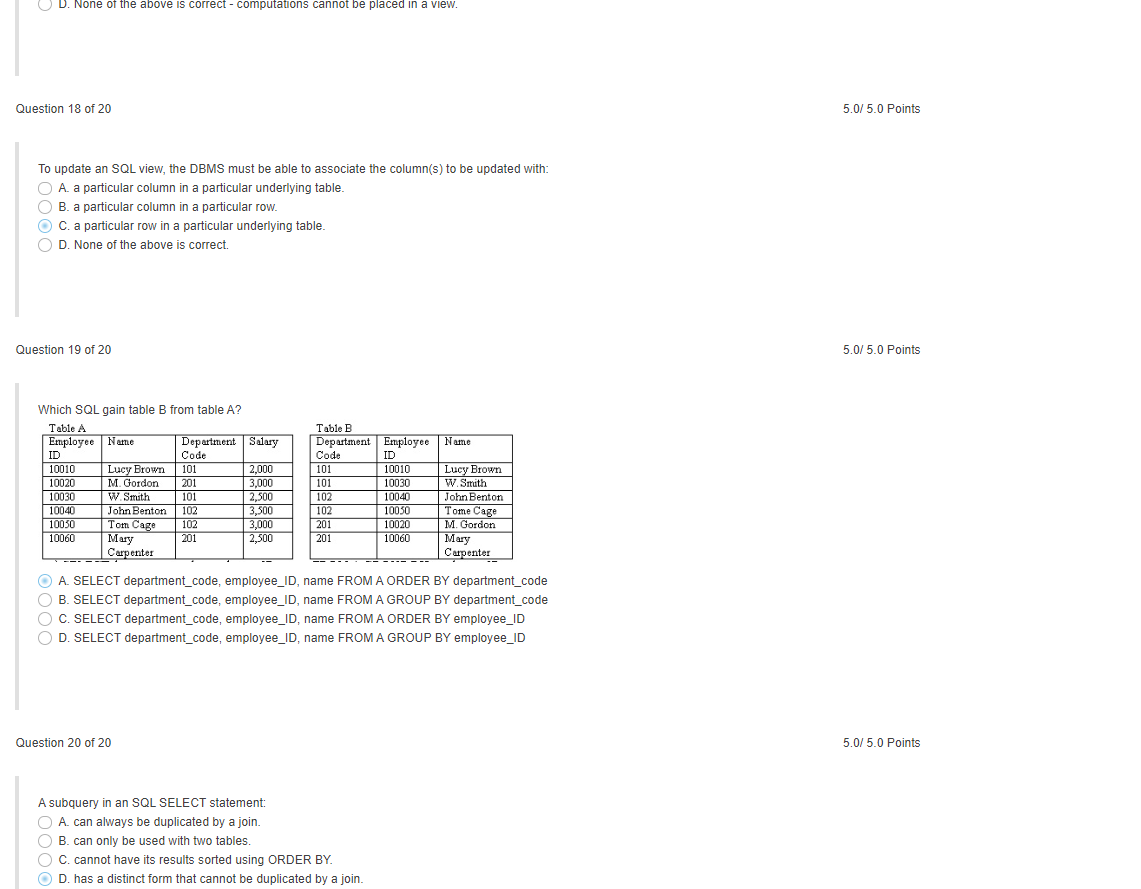 D. None of the above is correct - computations cannot be placed in a view.
Question 18 of 20
5.0/ 5.0 Points
To update an SQL view, the DBMS must be able to associate the column(s) to be updated with:
A. a particular column in a particular underlying table.
B. a particular column in a particular row.
C. a particular row in a particular underlying table.
D. None of the above is correct.
Question 19 of 20
5.0/ 5.0 Points
Which SQL gain table B from table A?
Table A
Employee ID Name Department Code Salary
10010 Lucy Brown 101 2,000
10020 M. Gordon 201 3,000
10030 W. Smith 101 2,500
10040 John Benton 102 3,500
10050 Tom Cage 102 3,000
10060 Mary Carpenter 201 2,500
Table B
Department Code Employee ID Name
101 10010 Lucy Brown
101 10030 W. Smith
102 10040 John Benton
102 10050 Tome Cage
201 10020 M. Gordon
201 10060 Mary Carpenter
A. SELECT department_code, employee_ID, name FROM A ORDER BY department_code
B. SELECT department_code, employee_ID, name FROM A GROUP BY department_code
C. SELECT department_code, employee_ID, name FROM A ORDER BY employee_ID
D. SELECT department_code, employee_ID, name FROM A GROUP BY employee_ID
Question 20 of 20
5.0/ 5.0 Points
A subquery in an SQL SELECT statement:
A. can always be duplicated by a join.
B. can only be used with two tables.
C. cannot have its results sorted using ORDER BY.
D. has a distinct form that cannot be duplicated by a join.